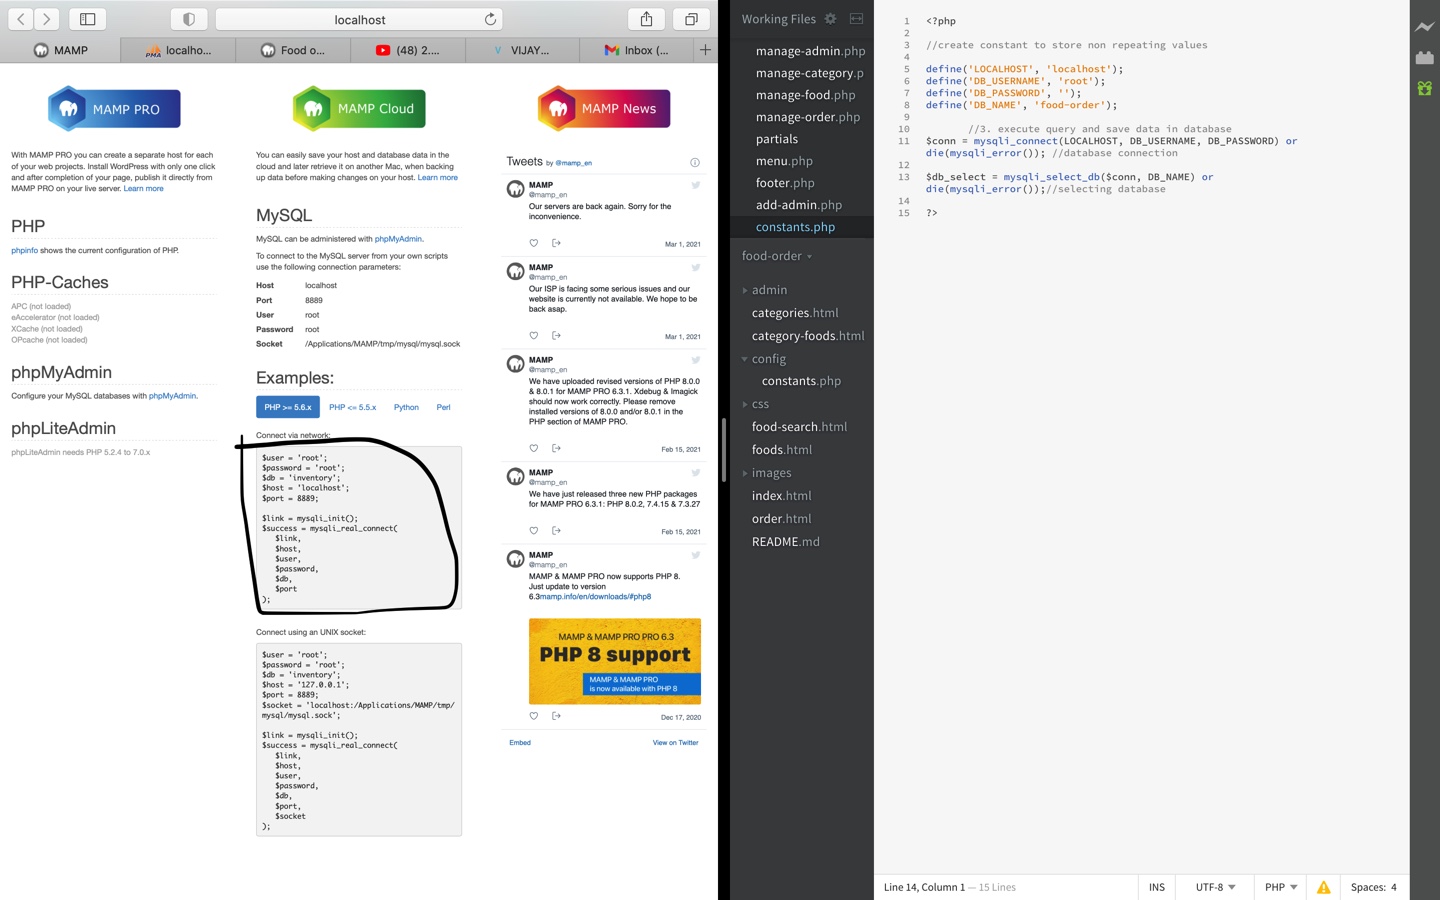 localhost
MAMP
localho...
Food o...
(48) 2....
VIJAY...
Inbox (...
MAMP PRO
With MAMP PRO you can create a separate host for each
of your web projects. Install WordPress with only one click
and after completion of your page, publish it directly from
MAMP PRO on your live server. Learn more
PHP
phpinfo shows the current configuration of PHP.
PHP-Caches
APC (not loaded)
eAccelerator (not loaded)
XCache (not loaded)
OPcache (not loaded)
phpMyAdmin
Configure your MySQL databases with phpMyAdmin.
phpLiteAdmin
phpLiteAdmin needs PHP 5.2.4 to 7.0.x
MAMP Cloud
You can easily save your host and database data in the
cloud and later retrieve it on another Mac, when backing
up data before making changes on your host. Learn more
MySQL
MySQL can be administered with phpMyAdmin.
To connect to the MySQL server from your own scripts
use the following connection parameters:
Host localhost
Port 8889
User root
Password root
Socket /Applications/MAMP/tmp/mysql/mysql.sock
Examples:
PHP >= 5.6.x PHP <= 5.5.x Python Perl
Connect via network:
$user = 'root';
$password = 'root';
$db = 'inventory';
$host = 'localhost';
$port = 8889;
$link = mysqli_init();
$success = mysqli_real_connect(
$link,
$host,
$user,
$password,
$db,
$port
);
Connect using an UNIX socket:
$user = 'root';
$password = 'root';
$db = 'inventory';
$host = '127.0.0.1';
$port = 8889;
$socket = 'localhost:/Applications/MAMP/tmp/
mysql/mysql.sock';
$link = mysqli_init();
$success = mysqli_real_connect(
$link,
$host,
$user,
$password,
$db,
$port,
$socket
);
MAMP News
Tweets by @mamp_en
MAMP
@mamp_en
Our servers are back again. Sorry for the
inconvenience.
Mar 1, 2021
MAMP
@mamp_en
Our ISP is facing some serious issues and our
website is currently not available. We hope to be
back asap.
Mar 1, 2021
MAMP
@mamp_en
We have uploaded revised versions of PHP 8.0.0
& 8.0.1 for MAMP PRO 6.3.1. Xdebug & Imagick
should now work correctly. Please remove
installed versions of 8.0.0 and/or 8.0.1 in the
PHP section of MAMP PRO.
Feb 15, 2021
MAMP
@mamp_en
We have just released three new PHP packages
for MAMP PRO 6.3.1: PHP 8.0.2, 7.4.15 & 7.3.27
Feb 15, 2021
MAMP
@mamp_en
MAMP & MAMP PRO now supports PHP 8.
Just update to version
6.3mamp.info/en/downloads/#php8
MAMP & MAMP PRO PRO 6.3
PHP 8 support
MAMP & MAMP PRO
is now available with PHP 8
Dec 17, 2020
Embed
View on Twitter
Working Files
manage-admin.php
manage-category.p
manage-food.php
manage-order.php
partials
menu.php
footer.php
add-admin.php
constants.php
food-order
admin
categories.html
category-foods.html
config
constants.php
css
food-search.html
foods.html
images
index.html
order.html
README.md
1 <?php
2
3 //create constant to store non repeating values
4
5 define('LOCALHOST', 'localhost');
6 define('DB_USERNAME', 'root');
7 define('DB_PASSWORD', '');
8 define('DB_NAME', 'food-order');
9
10 //3. execute query and save data in database
11 $conn = mysqli_connect(LOCALHOST, DB_USERNAME, DB_PASSWORD) or
die(mysqli_error()); //database connection
12
13 $db_select = mysqli_select_db($conn, DB_NAME) or
die(mysqli_error());//selecting database
14
15 ?>
Line 14, Column 1 — 15 Lines
INS
UTF-8
PHP
Spaces: 4